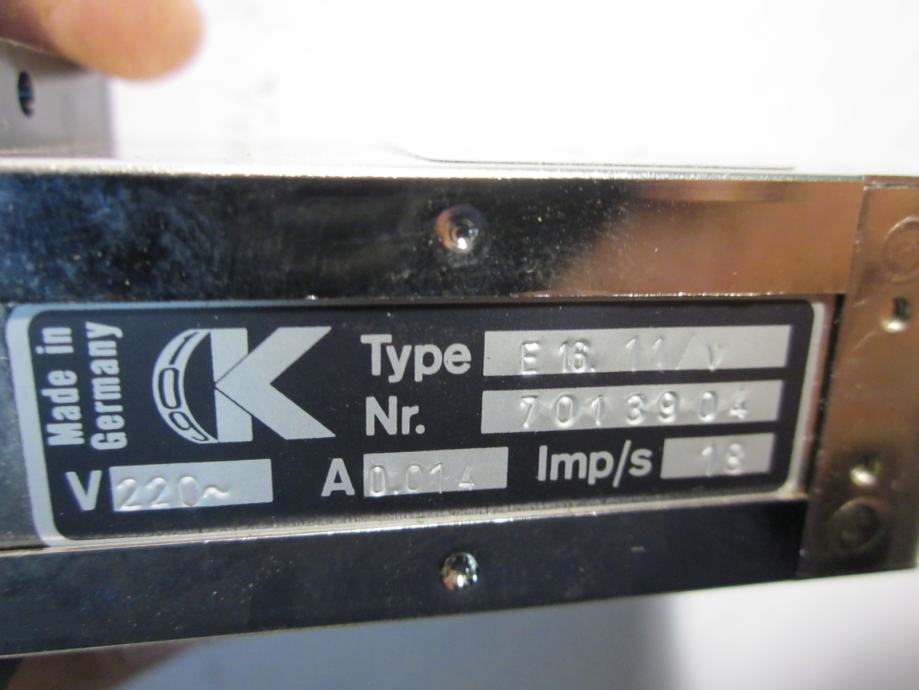 Made in
Germany
K
Type E 16. 11/v
Nr. 7013904
V 220~ A 0.014 Imp/s 18